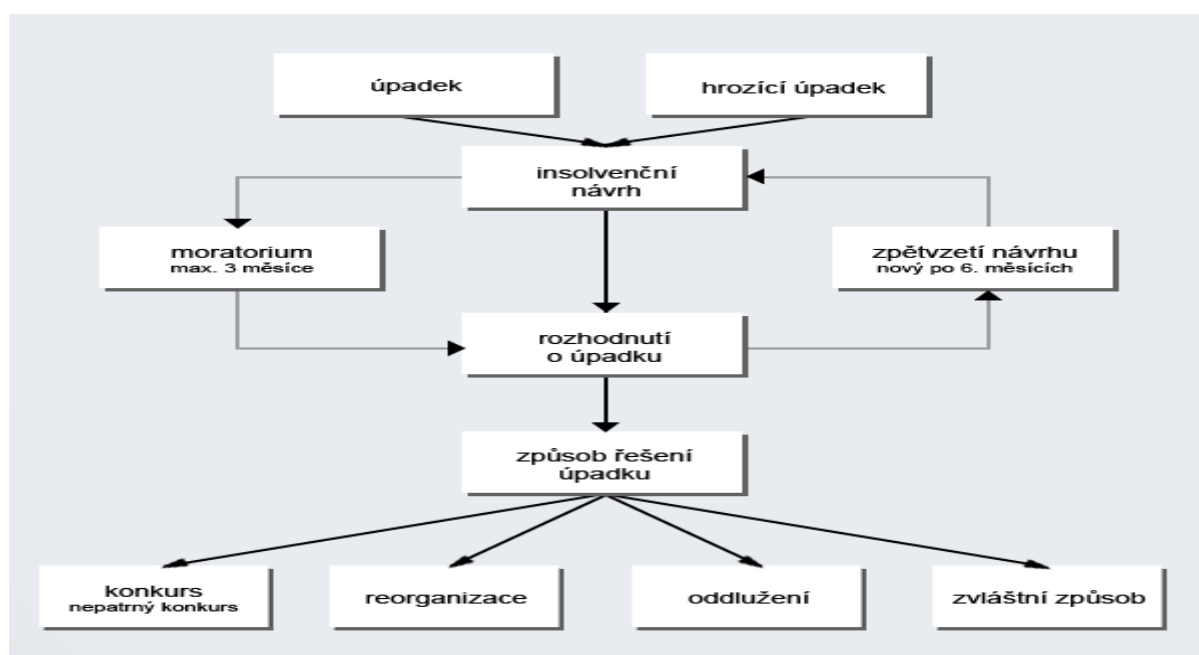 úpadek
hrozící úpadek
insolvenční
návrh
moratorium
max. 3 měsíce
zpětvzetí návrhu
nový po 6. měsících
rozhodnutí
o úpadku
způsob řešení
úpadku
konkurs
nepatrný konkurs
reorganizace
oddlužení
zvláštní způsob